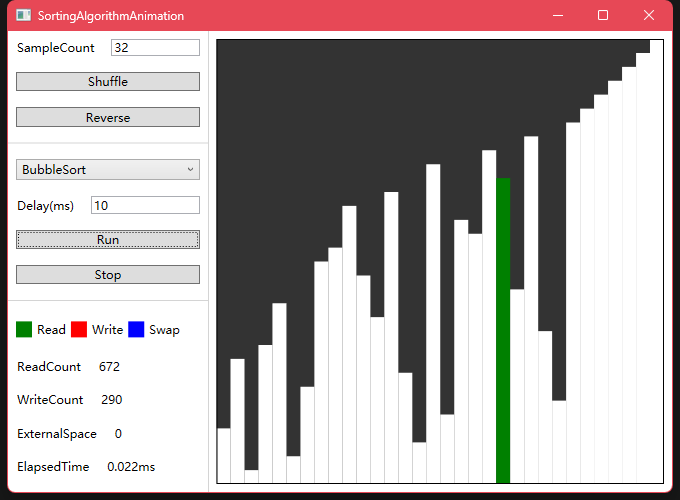 SortingAlgorithmAnimation
SampleCount 32
Shuffle
Reverse
BubbleSort
Delay(ms) 10
Run
Stop
Read Write Swap
ReadCount 672
WriteCount 290
ExternalSpace 0
ElapsedTime 0.022ms